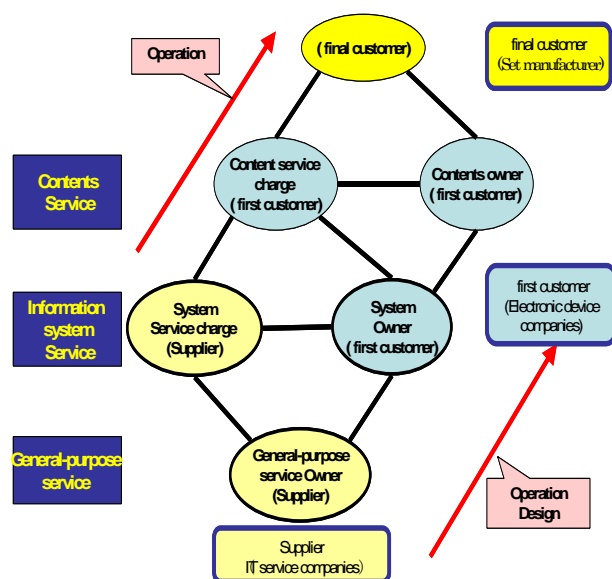 Operation
( final customer)
final customer
(Set manufacturer)
Contents
Service
Content service
charge
( first customer)
Contents owner
( first customer)
Information
system
Service
System
Service charge
(Supplier)
System
Owner
( first customer)
first customer
(Electronic device
companies)
General-purpose
service
General-purpose
service Owner
(Supplier)
Operation
Design
Supplier
IT service companies)